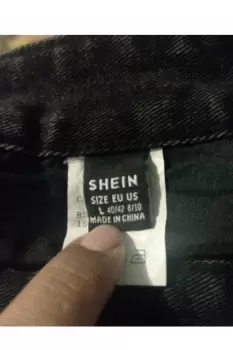 SHEIN
SIZE EU US
L 40/42 8/10
MADE IN CHINA